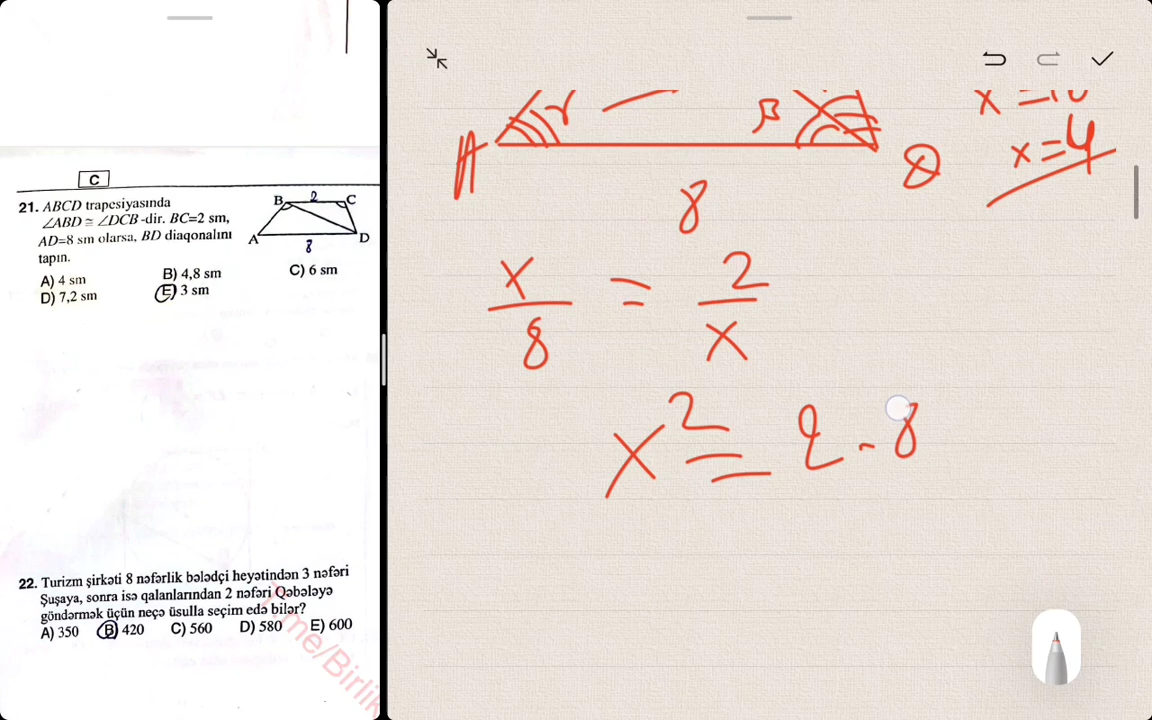 C
21. ABCD trapesiyasında
∠ABD ≅ ∠DCB -dir. BC=2 sm,
AD=8 sm olarsa, BD diaqonalını
tapın.
A) 4 sm
B) 4,8 sm
C) 6 sm
D) 7,2 sm
E) 3 sm
B 2 C
A 8 D
22. Turizm şirkəti 8 nəfərlik bələdçi heyətindən 3 nəfəri
Şuşaya, sonra isə qalanlarından 2 nəfəri Qəbələyə
göndərmək üçün neçə üsulla seçim edə bilər?
A) 350 B) 420 C) 560 D) 580 E) 600
me/Birlik
A γ β D
8
x=4
x/8 = 2/x
x² = 2 - 8